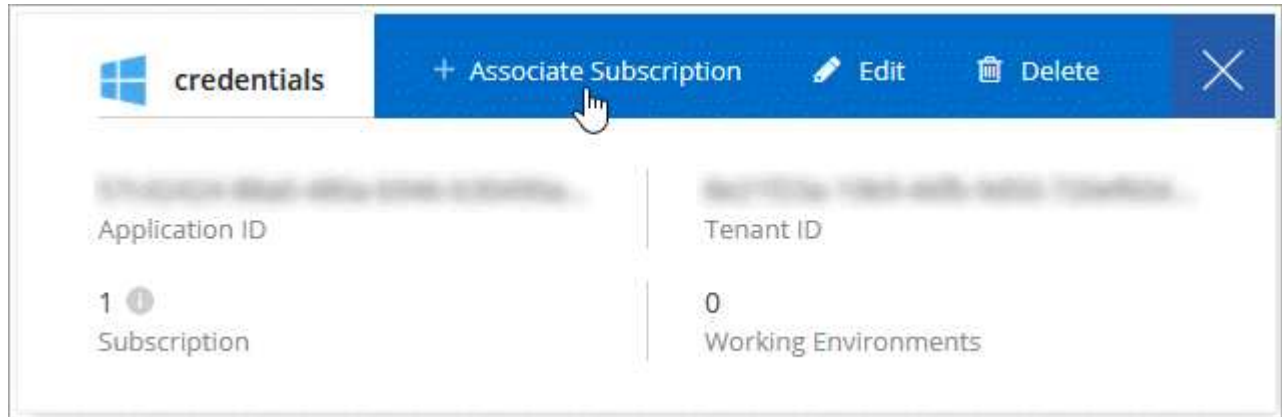 credentials
+ Associate Subscription
Edit
Delete
Application ID
Tenant ID
1
0
Subscription
Working Environments